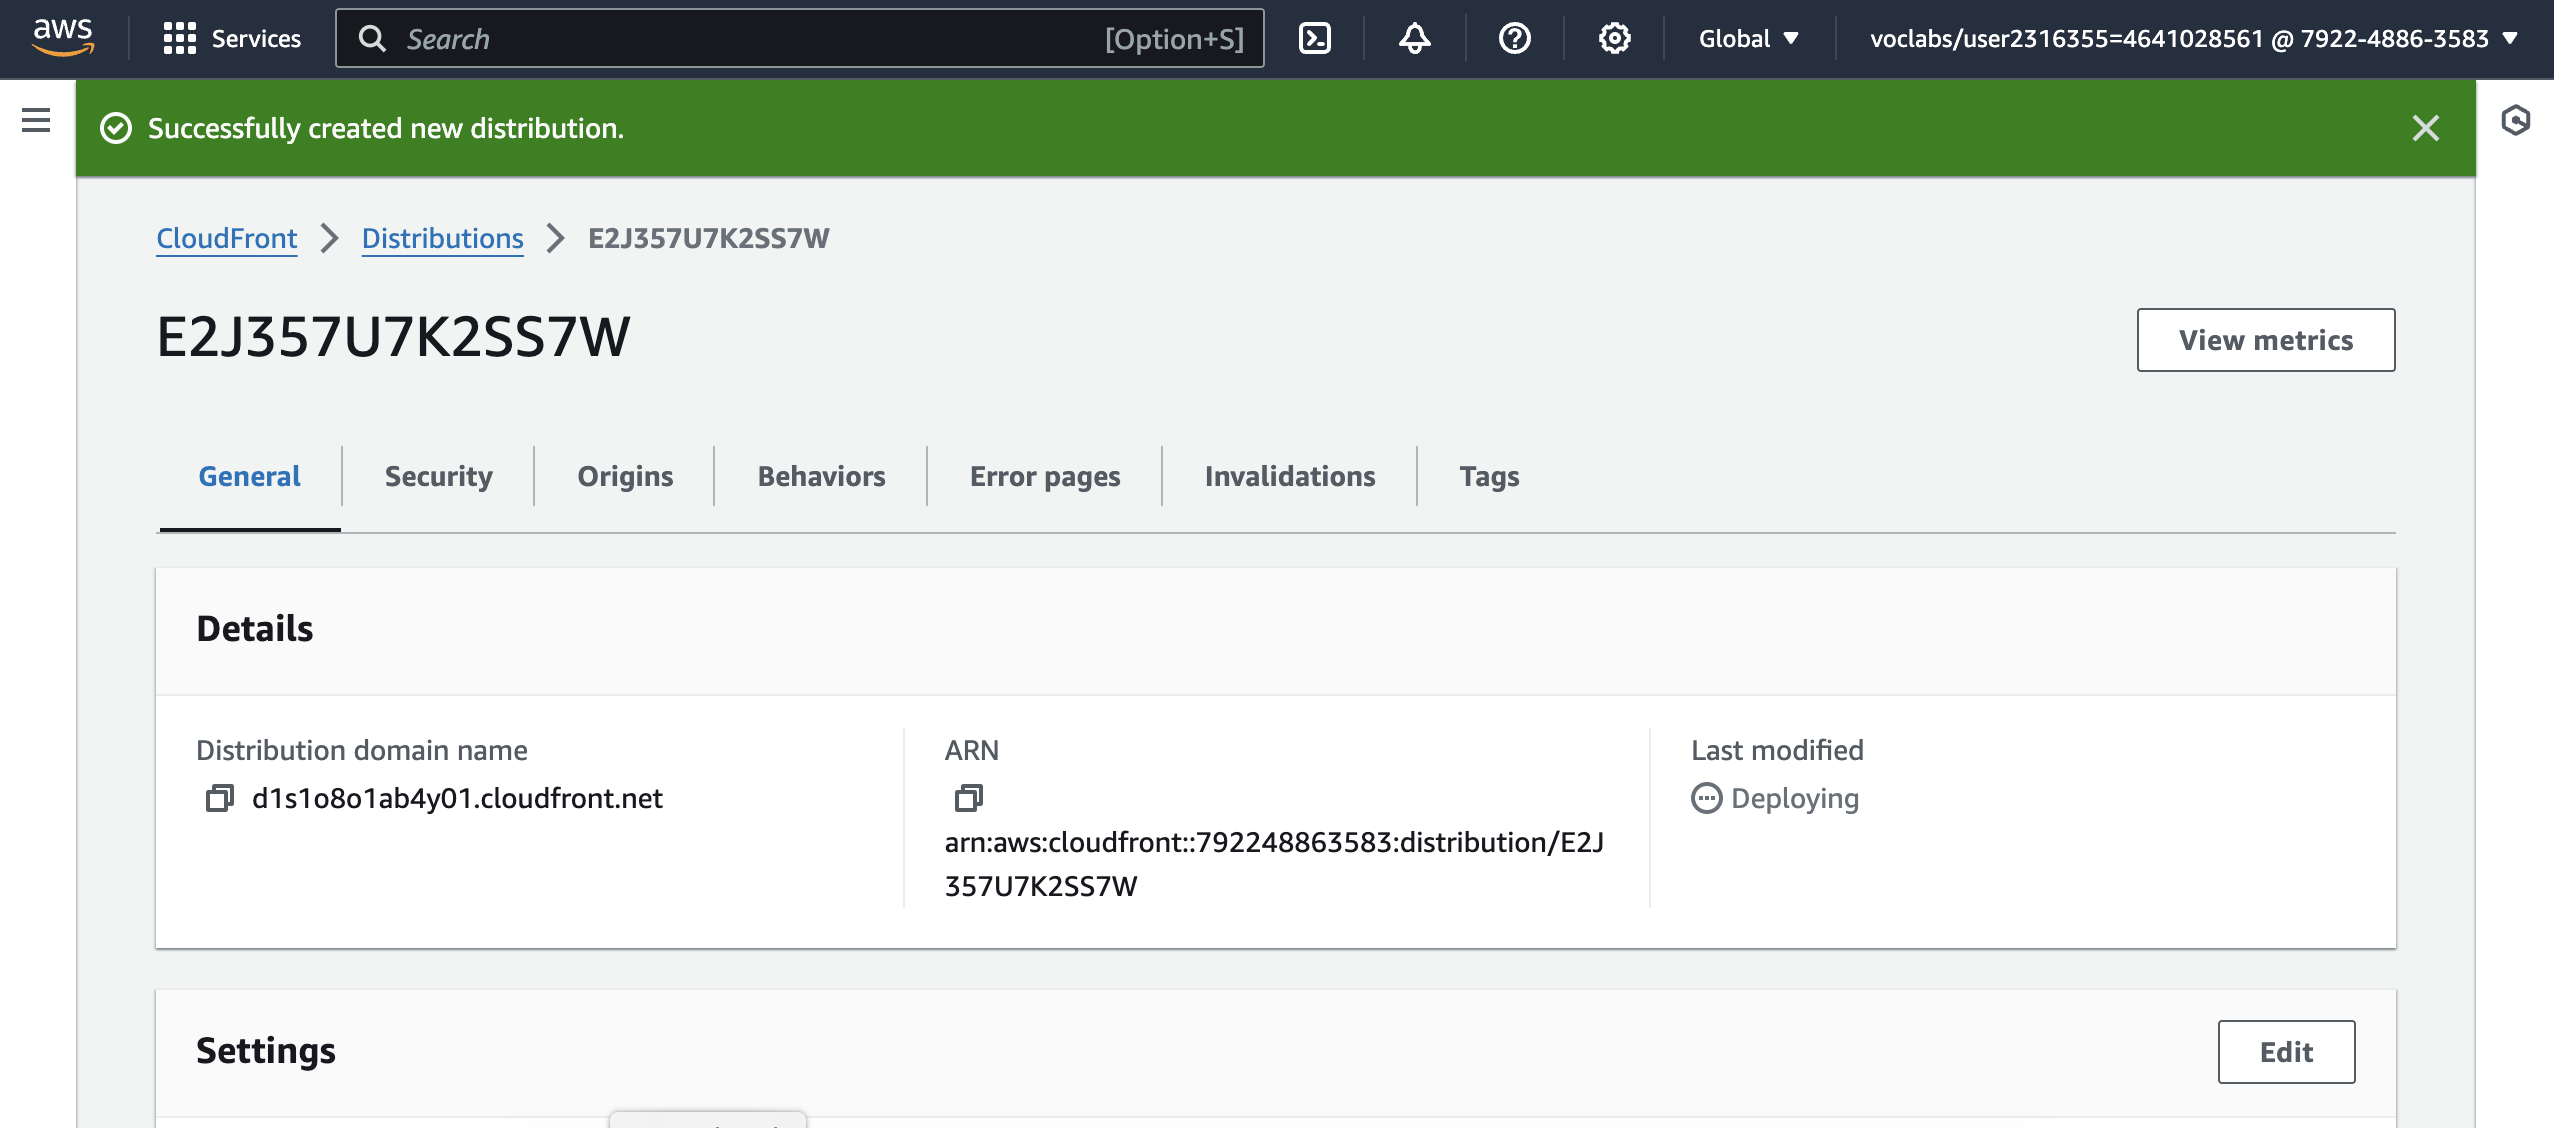 aws
Services
Search
[Option+S]
Global
voclabs/user2316355=4641028561 @ 7922-4886-3583
Successfully created new distribution.
CloudFront
Distributions
E2J357U7K2SS7W
E2J357U7K2SS7W
View metrics
General
Security
Origins
Behaviors
Error pages
Invalidations
Tags
Details
Distribution domain name
d1s1o8o1ab4y01.cloudfront.net
ARN
arn:aws:cloudfront::792248863583:distribution/E2J
357U7K2SS7W
Last modified
Deploying
Settings
Edit